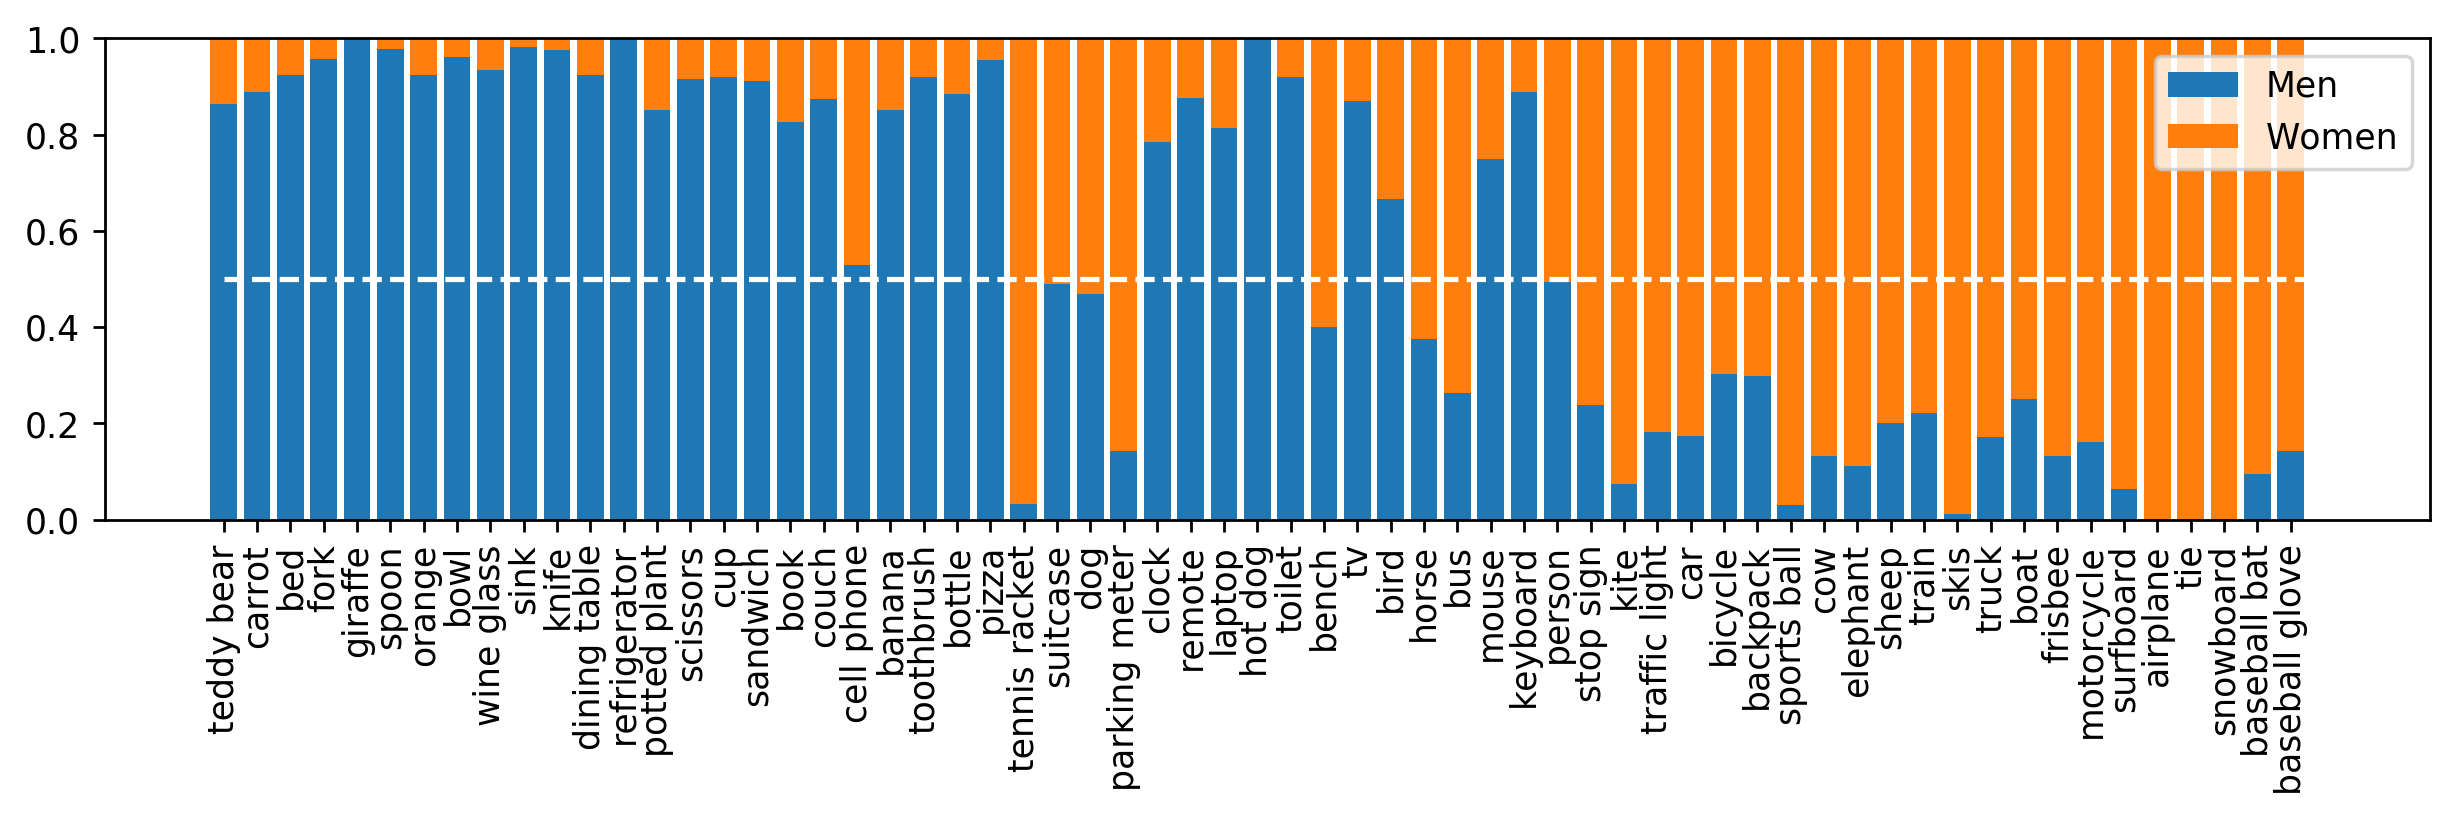 1.0
0.8
0.6
0.4
0.2
0.0
Men
Women
teddy bear
carrot
bed
fork
giraffe
spoon
orange
bowl
wine glass
sink
knife
dining table
refrigerator
potted plant
scissors
cup
sandwich
book
couch
cell phone
banana
toothbrush
bottle
pizza
tennis racket
suitcase
dog
parking meter
clock
remote
laptop
hot dog
toilet
bench
tv
bird
horse
bus
mouse
keyboard
person
stop sign
kite
traffic light
car
bicycle
backpack
sports ball
cow
elephant
sheep
train
skis
truck
boat
frisbee
motorcycle
surfboard
airplane
tie
snowboard
baseball bat
baseball glove